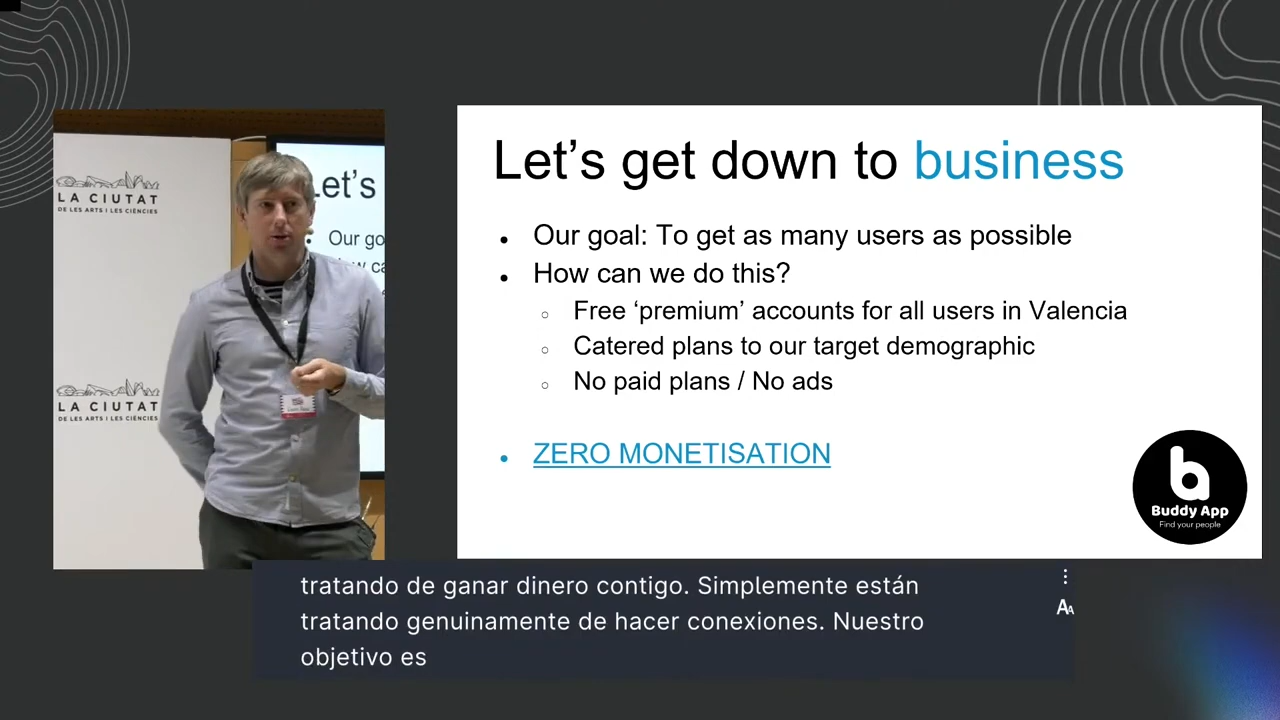 LA CIUTAT
DE LES ARTS I LES CIÈNCIES
LA CIUTAT
DE LES ARTS I LES CIÈNCIES
Let's
Our go
Let's get down to business
Our goal: To get as many users as possible
How can we do this?
Free ‘premium’ accounts for all users in Valencia
Catered plans to our target demographic
No paid plans / No ads
ZERO MONETISATION
b
Buddy App
Find your people
tratando de ganar dinero contigo. Simplemente están
tratando genuinamente de hacer conexiones. Nuestro
objetivo es
AA